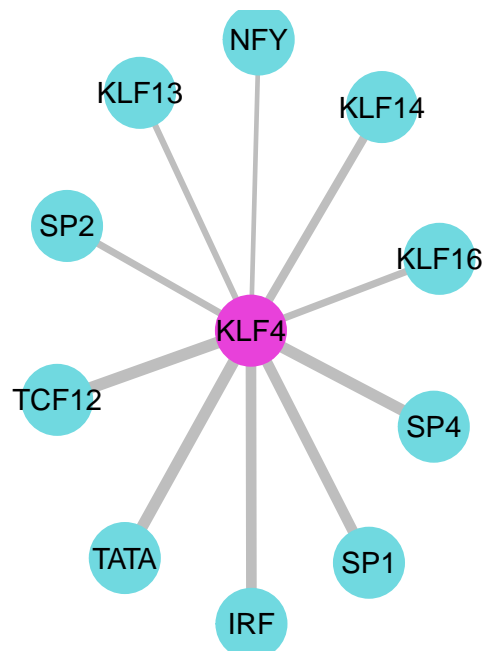 NFY
KLF13
KLF14
SP2
KLF16
KLF4
TCF12
SP4
TATA
SP1
IRF